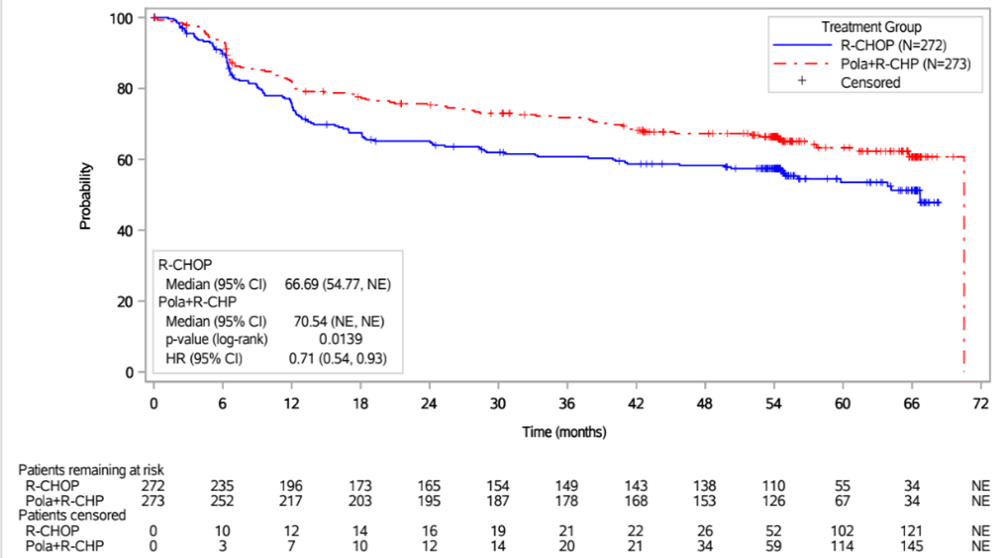 100
80
60
40
20
0
Probability
Treatment Group
R-CHOP (N=272)
Pola+R-CHP (N=273)
+ Censored
R-CHOP
Median (95% CI) 66.69 (54.77, NE)
Pola+R-CHP
Median (95% CI) 70.54 (NE, NE)
p-value (log-rank) 0.0139
HR (95% CI) 0.71 (0.54, 0.93)
0 6 12 18 24 30 36 42 48 54 60 66 72
Time (months)
Patients remaining at risk
R-CHOP 272 235 196 173 165 154 149 143 138 110 55 34 NE
Pola+R-CHP 273 252 217 203 195 187 178 168 153 126 67 34 NE
Patients censored
R-CHOP 0 10 12 14 16 19 21 22 26 52 102 121 NE
Pola+R-CHP 0 3 7 10 12 14 20 21 34 59 114 145 NE